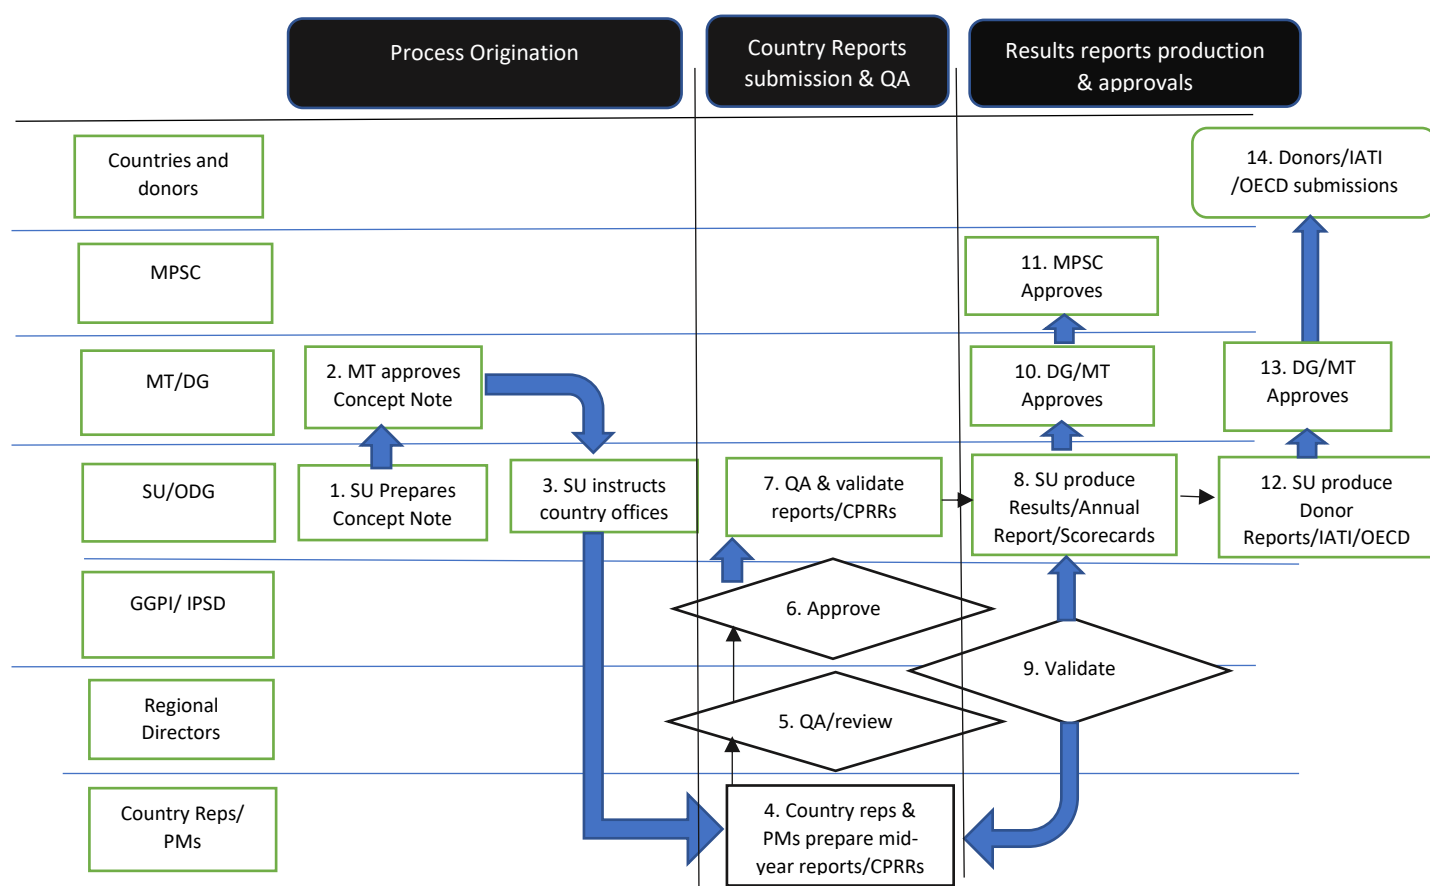 Process Origination
Country Reports
submission & QA
Results reports production
& approvals
Countries and
donors
14. Donors/IATI
/OECD submissions
MPSC
11. MPSC
Approves
MT/DG
2. MT approves
Concept Note
10. DG/MT
Approves
13. DG/MT
Approves
SU/ODG
1. SU Prepares
Concept Note
3. SU instructs
country offices
7. QA & validate
reports/CPRRs
8. SU produce
Results/Annual
Report/Scorecards
12. SU produce
Donor
Reports/IATI/OECD
GGPI/ IPSD
6. Approve
9. Validate
Regional
Directors
5. QA/review
Country Reps/
PMs
4. Country reps &
PMs prepare mid-
year reports/CPRRs